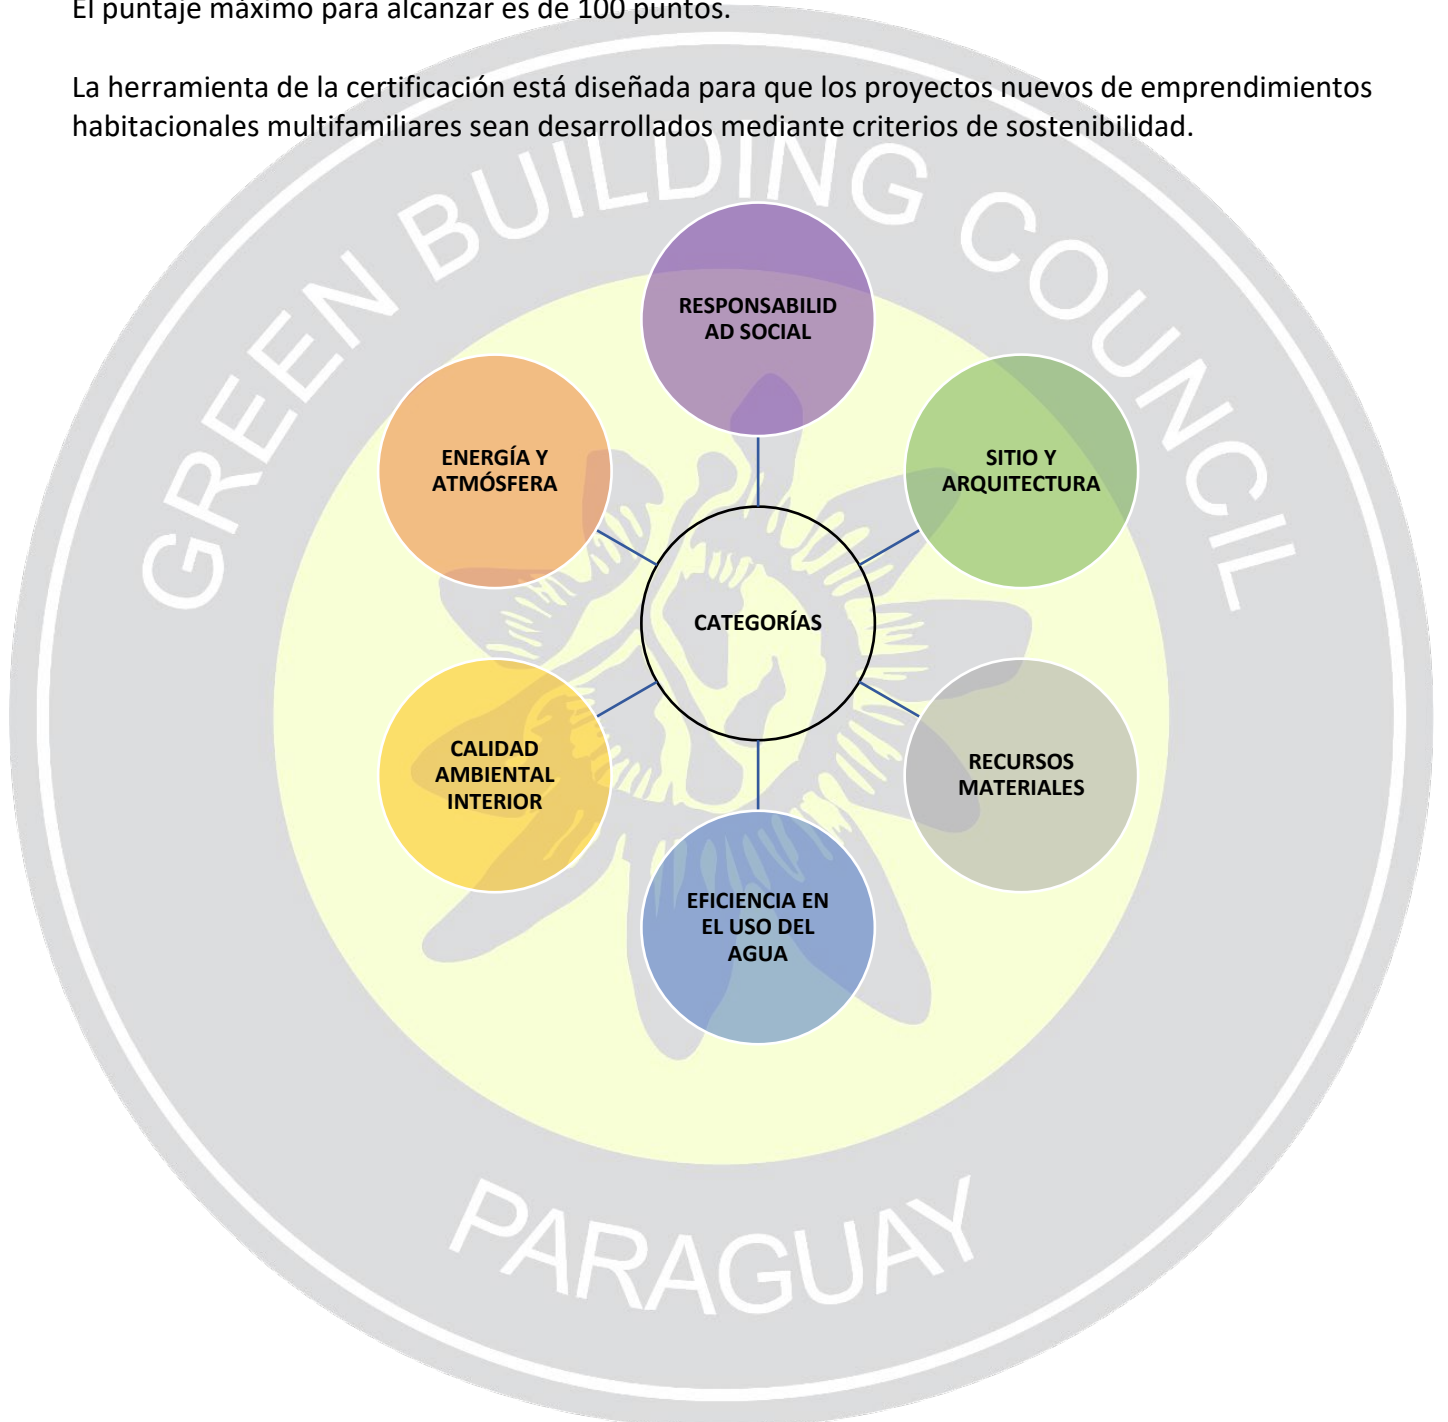 El puntaje máximo para alcanzar es de 100 puntos.
La herramienta de la certificación está diseñada para que los proyectos nuevos de emprendimientos
habitacionales multifamiliares sean desarrollados mediante criterios de sostenibilidad.
GREEN BUILDING COUNCIL
RESPONSABILID
AD SOCIAL
ENERGÍA Y
ATMÓSFERA
SITIO Y
ARQUITECTURA
CATEGORÍAS
CALIDAD
AMBIENTAL
INTERIOR
RECURSOS
MATERIALES
EFICIENCIA EN
EL USO DEL
AGUA
PARAGUAY